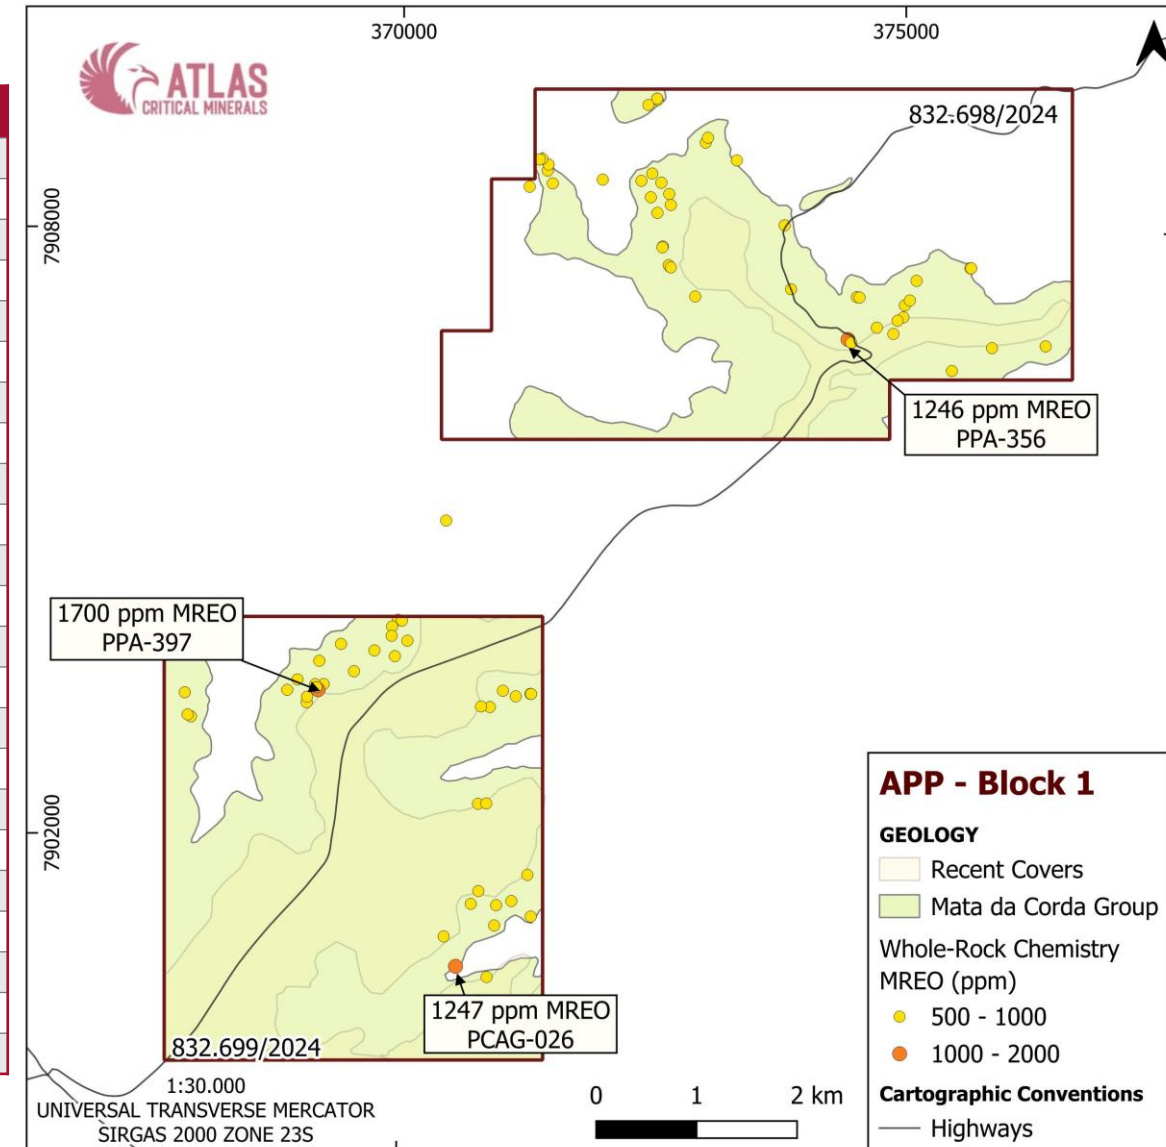 370000
375000
ATLAS
CRITICAL MINERALS
832.698/2024
7908000
1246 ppm MREO
PPA-356
1700 ppm MREO
PPA-397
7902000
1247 ppm MREO
PCAG-026
832.699/2024
1:30.000
UNIVERSAL TRANSVERSE MERCATOR
SIRGAS 2000 ZONE 23S
0 1 2 km
APP - Block 1
GEOLOGY
Recent Covers
Mata da Corda Group
Whole-Rock Chemistry
MREO (ppm)
500 - 1000
1000 - 2000
Cartographic Conventions
Highways